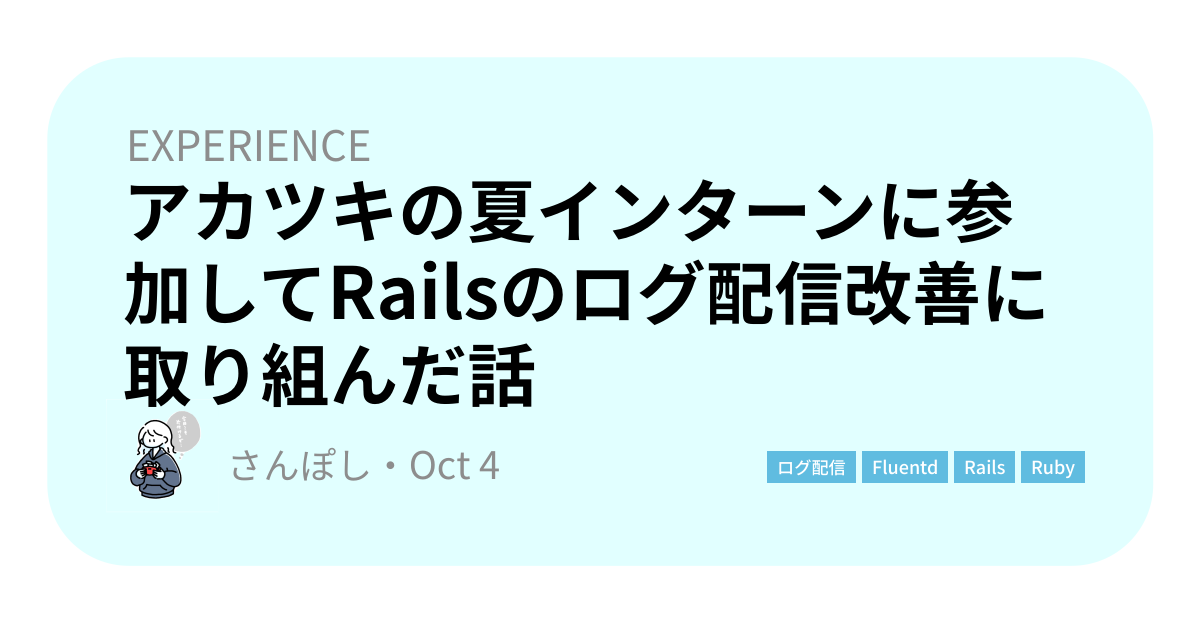 EXPERIENCE
アカツキの夏インターンに参
加してRailsのログ配信改善に
取り組んだ話
さんぽし・Oct 4
ログ配信 Fluentd Rails Ruby